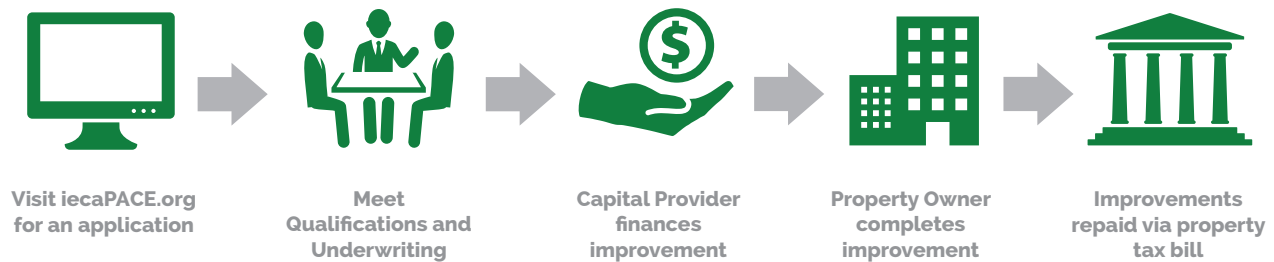 Visit iecaPACE.org
for an application
Meet
Qualifications and
Underwriting
$
Capital Provider
finances
improvement
Property Owner
completes
improvement
Improvements
repaid via property
tax bill